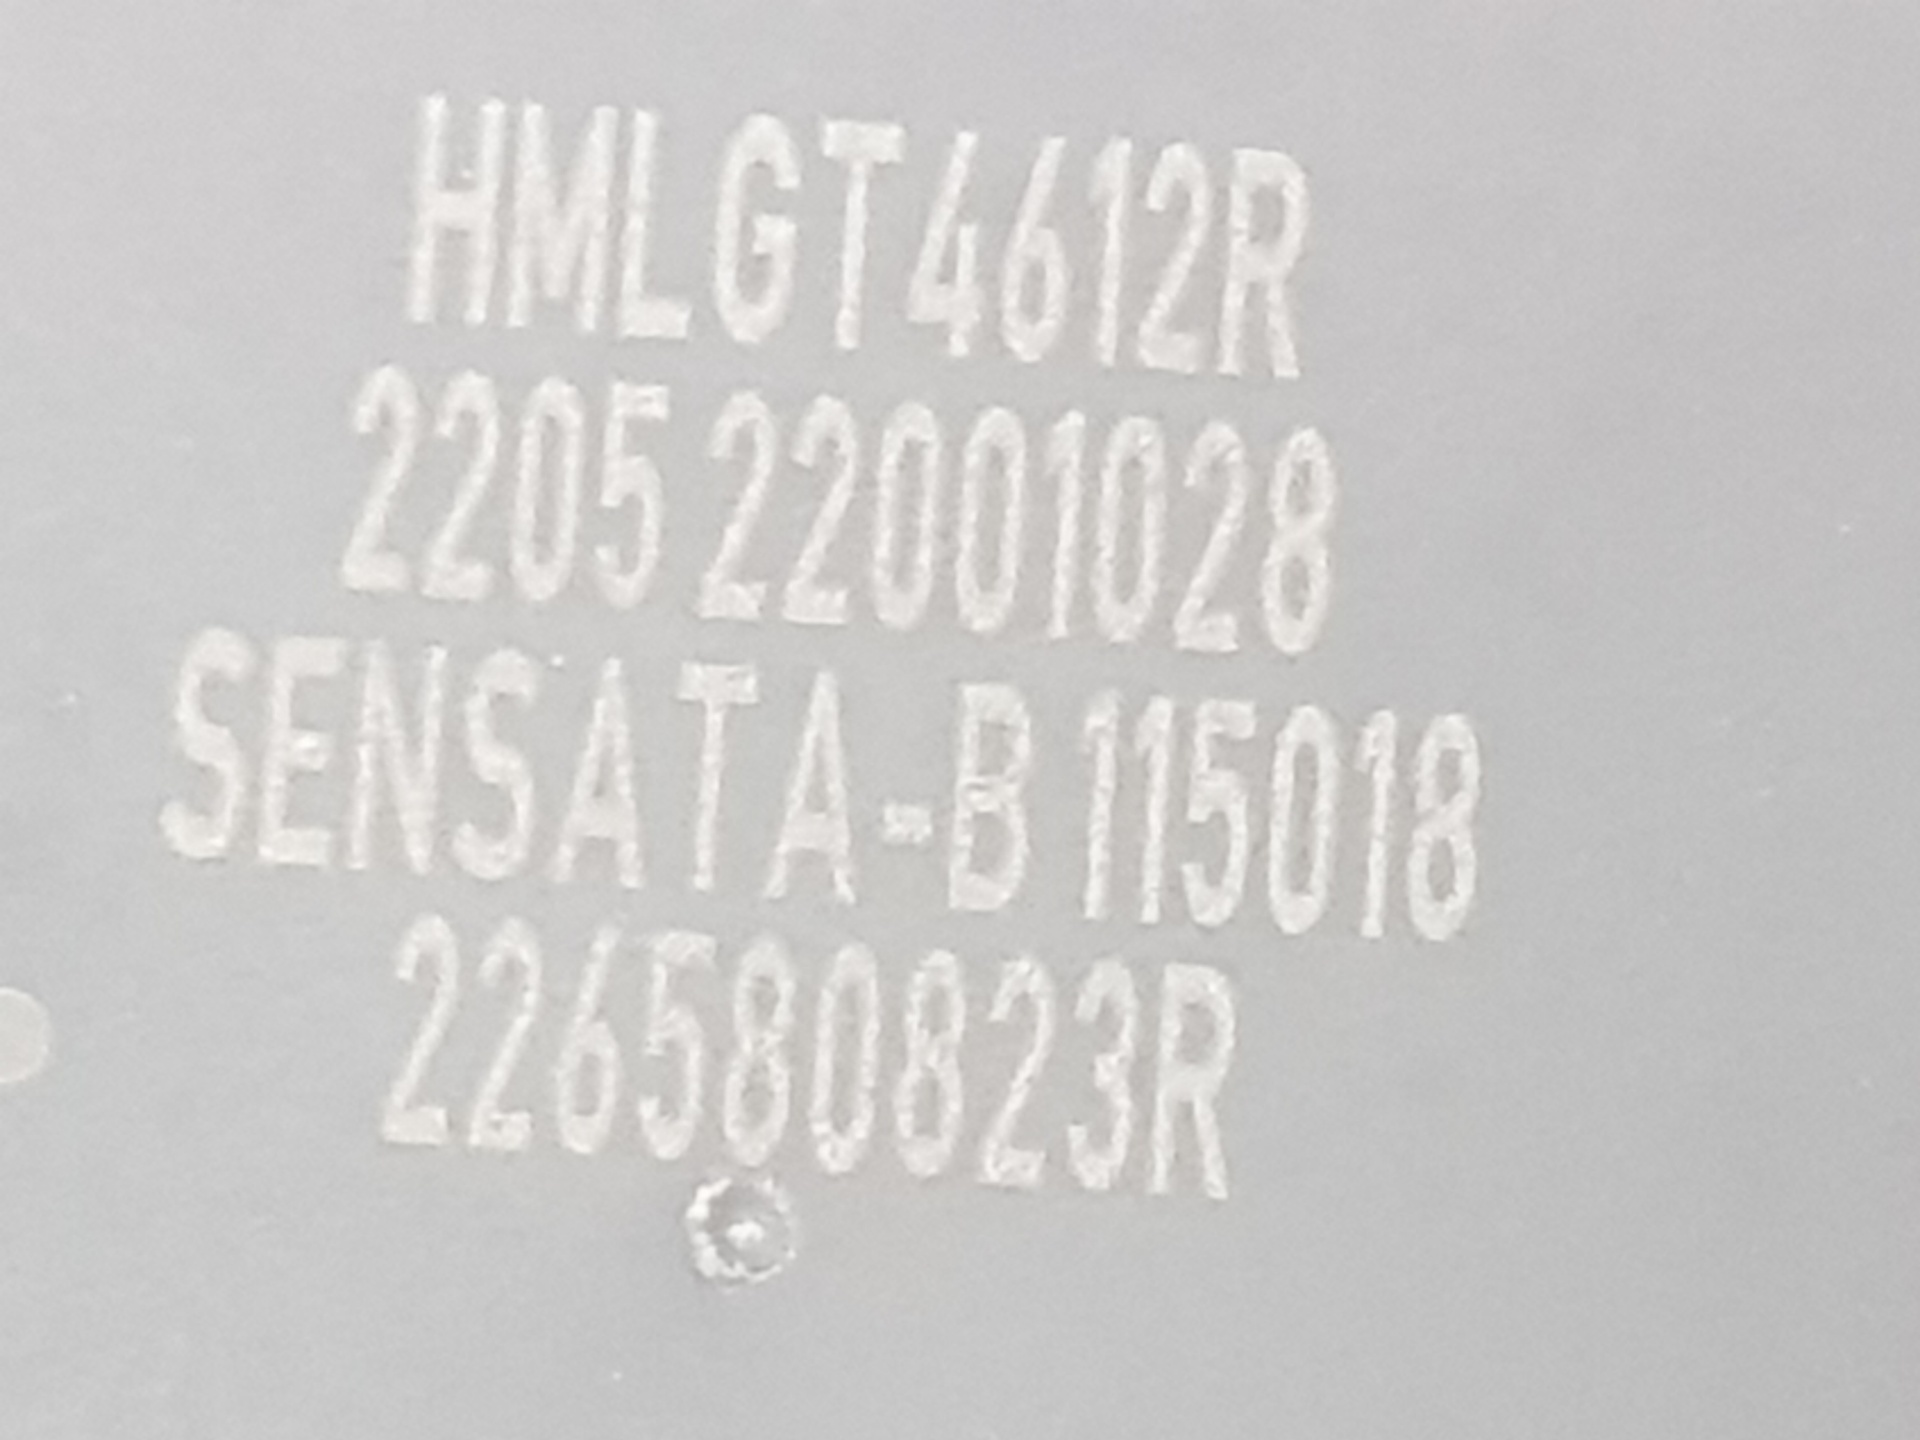 HMLGT4612R
2205 22001028
SENSATA-B 115018
226580823R